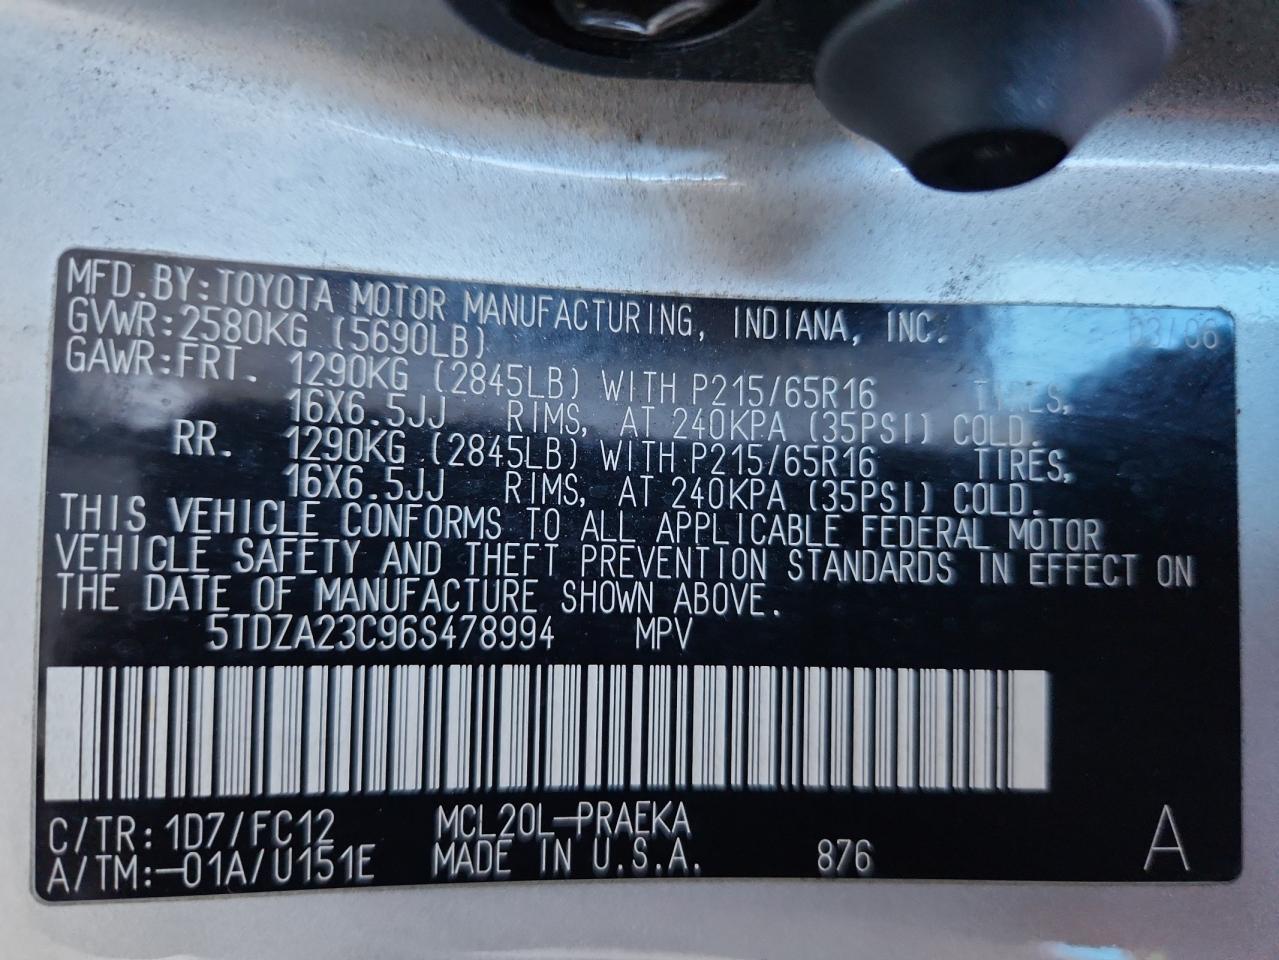 MFD.BY:TOYOTA MOTOR MANUFACTURING, INDIANA, INC. 03/06
GVWR:2580KG (5690LB)
GAWR:FRT. 1290KG (2845LB) WITH P215/65R16 TIRES,
16X6.5JJ RIMS, AT 240KPA (35PSI) COLD.
RR. 1290KG (2845LB) WITH P215/65R16 TIRES,
16X6.5JJ RIMS, AT 240KPA (35PSI) COLD.
THIS VEHICLE CONFORMS TO ALL APPLICABLE FEDERAL MOTOR
VEHICLE SAFETY AND THEFT PREVENTION STANDARDS IN EFFECT ON
THE DATE OF MANUFACTURE SHOWN ABOVE.
5TDZA23C96S478994 MPV
C/TR:1D7/FC12 MCL20L-PRAEKA
A/TM:-01A/U151E MADE IN U.S.A. 876 A